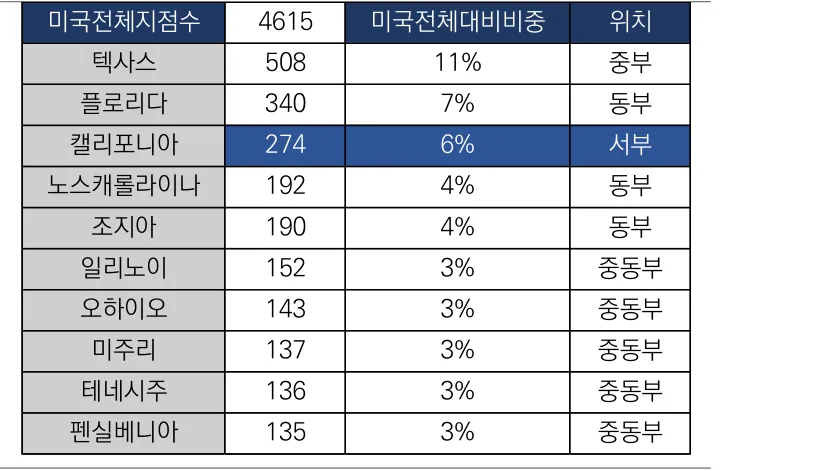 미국전체지점수 4615 미국전체대비비중 위치
텍사스 508 11% 중부
플로리다 340 7% 동부
캘리포니아 274 6% 서부
노스캐롤라이나 192 4% 동부
조지아 190 4% 동부
일리노이 152 3% 중동부
오하이오 143 3% 중동부
미주리 137 3% 중동부
테네시주 136 3% 중동부
펜실베니아 135 3% 중동부